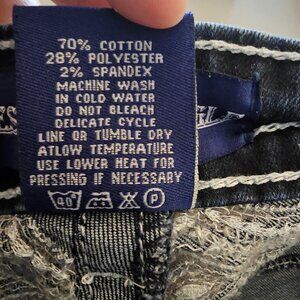 70% COTTON
28% POLYESTER
2% SPANDEX
MACHINE WASH
IN COLD WATER
DO NOT BLEACH
DELICATE CYCLE
LINE OR TUMBLE DRY
ATLOW TEMPERATURE
USE LOWER HEAT FOR
PRESSING IF NECESSARY
40
P